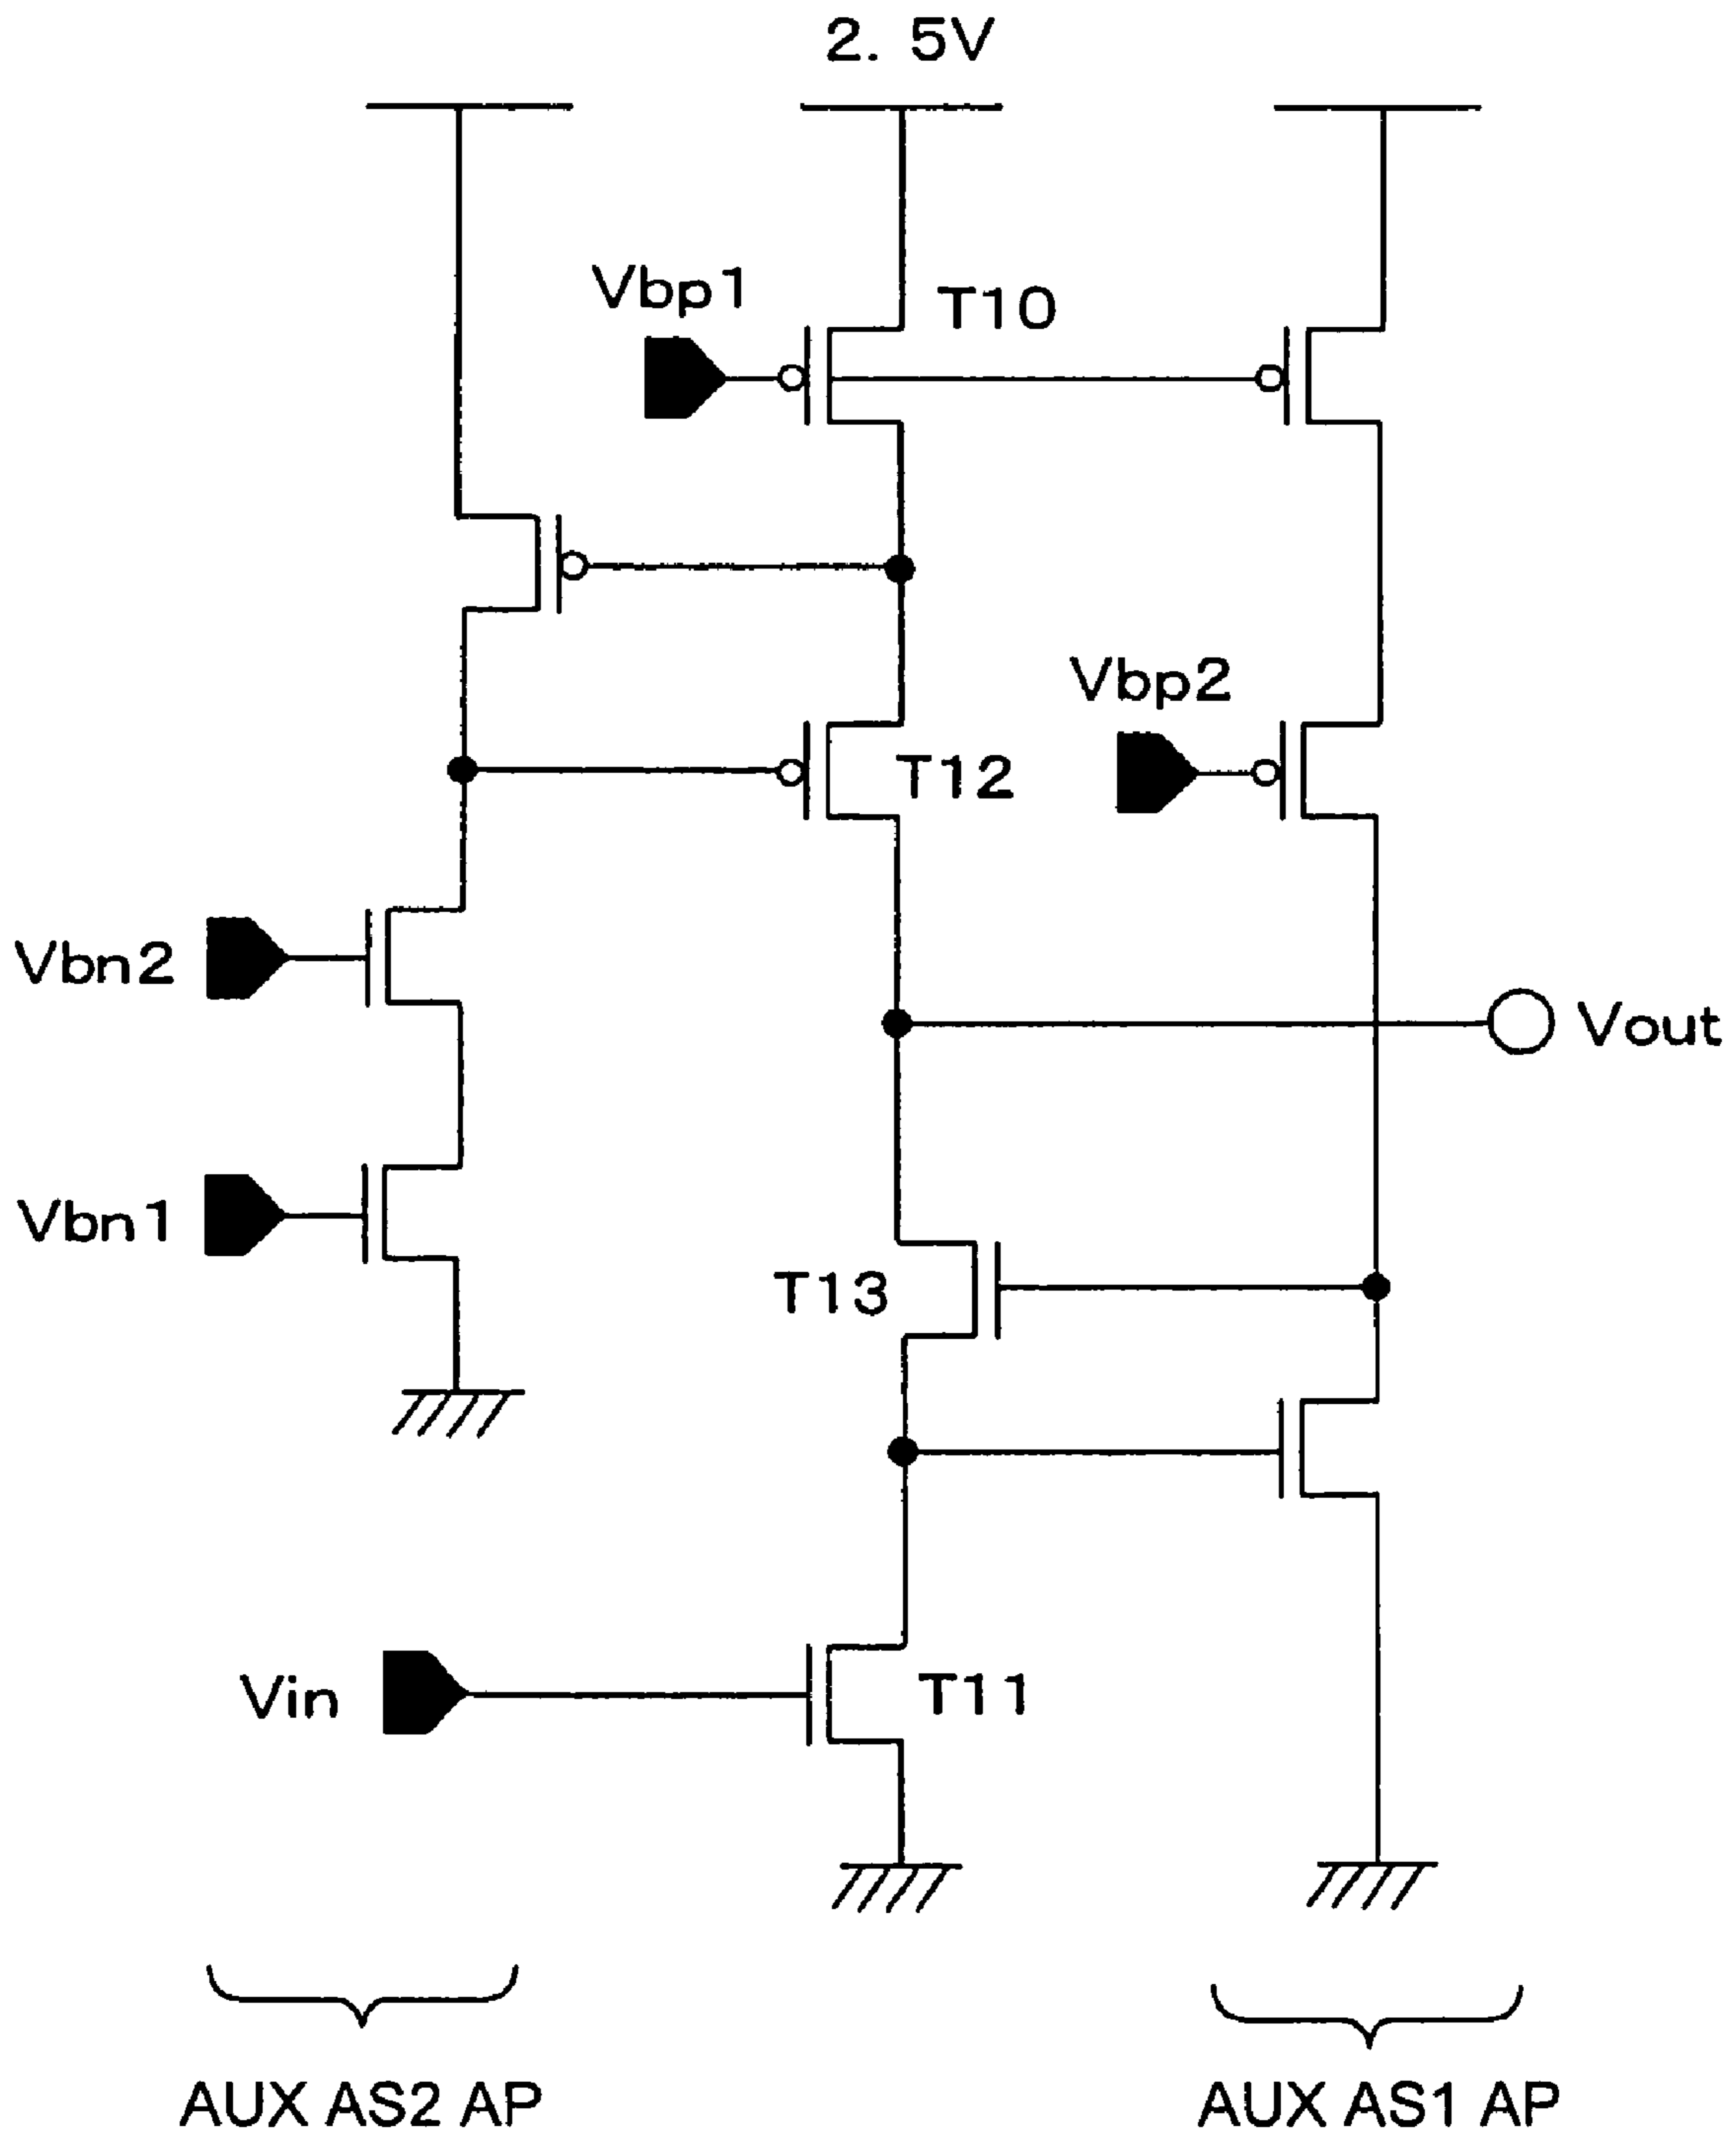 2. 5V
Vbp1
T10
Vbp2
T12
Vbn2
Vout
Vbn1
T13
Vin
T11
AUX AS2 AP
AUX AS1 AP